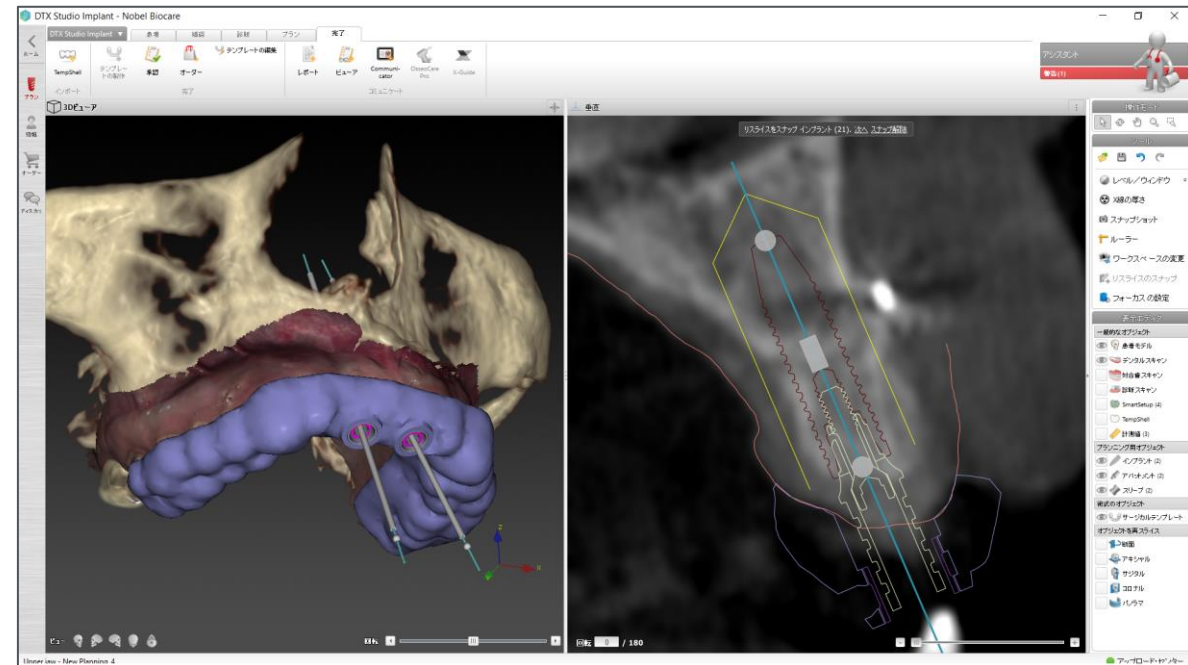 DTX Studio Implant - Nobel Biocare
DTX Studio Implant
患者
診断
プラン
完了
ホーム
TempShell
テンプレートの製作
承認
オーダー
テンプレートの編集
レポート
ビューア
Communicator
OsseoCare Pro
X-Guide
インポート
完了
コミュニケート
アシスタント
警告(1)
プラン
オーダー
3Dビューア
垂直
リスライスをスナップ インプラント (21). 次へ スナップ解除
操作モード
ツール
レベル/ウィンドウ
X線の厚さ
スナップショット
ルーラー
ワークスペースの変更
リスライスのスナップ
フォーカスの設定
表示エディタ
一般的なオブジェクト
患者モデル
デンタルスキャン
対合歯スキャン
診断スキャン
SmartSetup (4)
TempShell
計測値 (3)
プランニング用オブジェクト
インプラント (2)
アバットメント (2)
スリーブ (2)
術式のオブジェクト
サージカルテンプレート
オブジェクトを再スライス
断面
アキシャル
サジタル
コロナル
パノラマ
z
x
ビュー
回転
回転 0 / 180
Upper jaw - New Planning_4
アップロード・センター